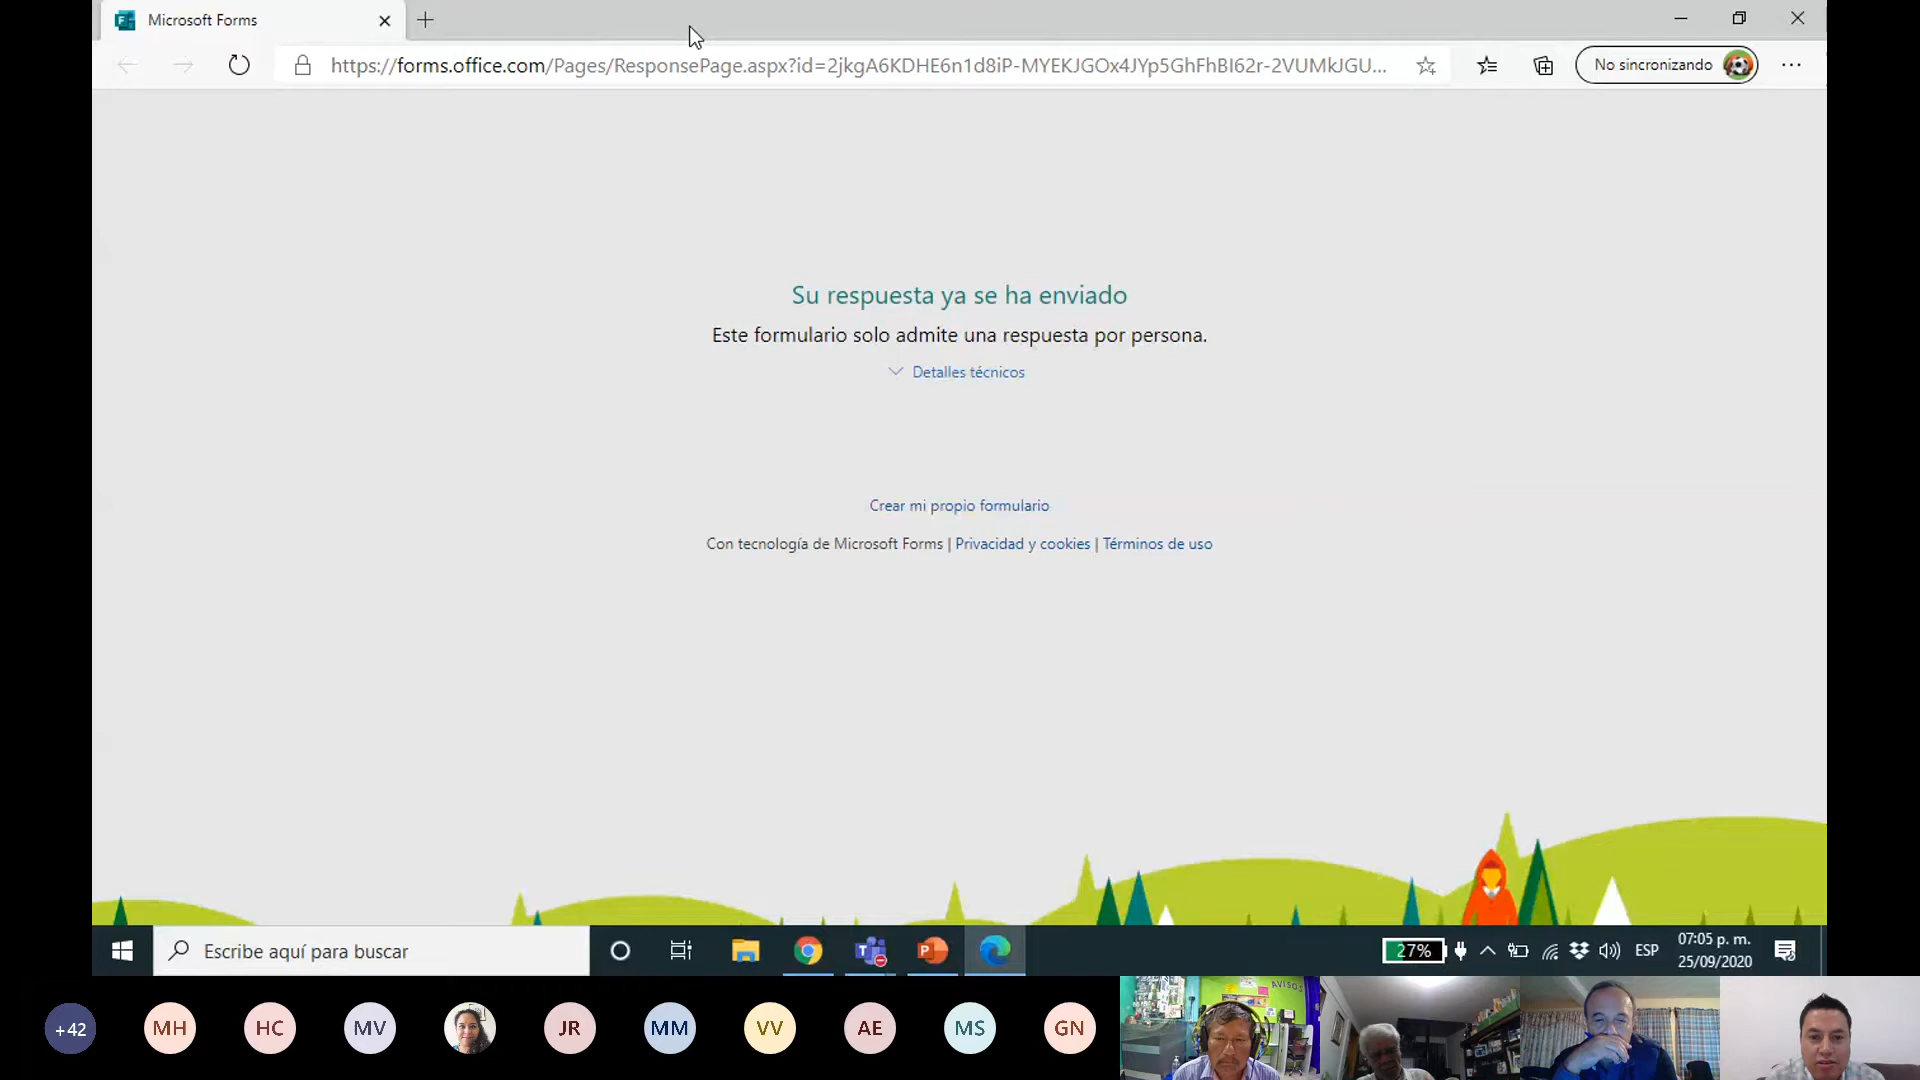 Microsoft Forms
https://forms.office.com/Pages/ResponsePage.aspx?id=2jkgA6KDHE6n1d8iP-MYEKJGOx4JYp5GhFhBI62r-2VUMkJGU...
No sincronizando
Su respuesta ya se ha enviado
Este formulario solo admite una respuesta por persona.
Detalles técnicos
Crear mi propio formulario
Con tecnología de Microsoft Forms | Privacidad y cookies | Términos de uso
Escribe aquí para buscar
27%
ESP
07:05 p. m.
25/09/2020
+42
MH
HC
MV
JR
MM
VV
AE
MS
GN
AVISOS